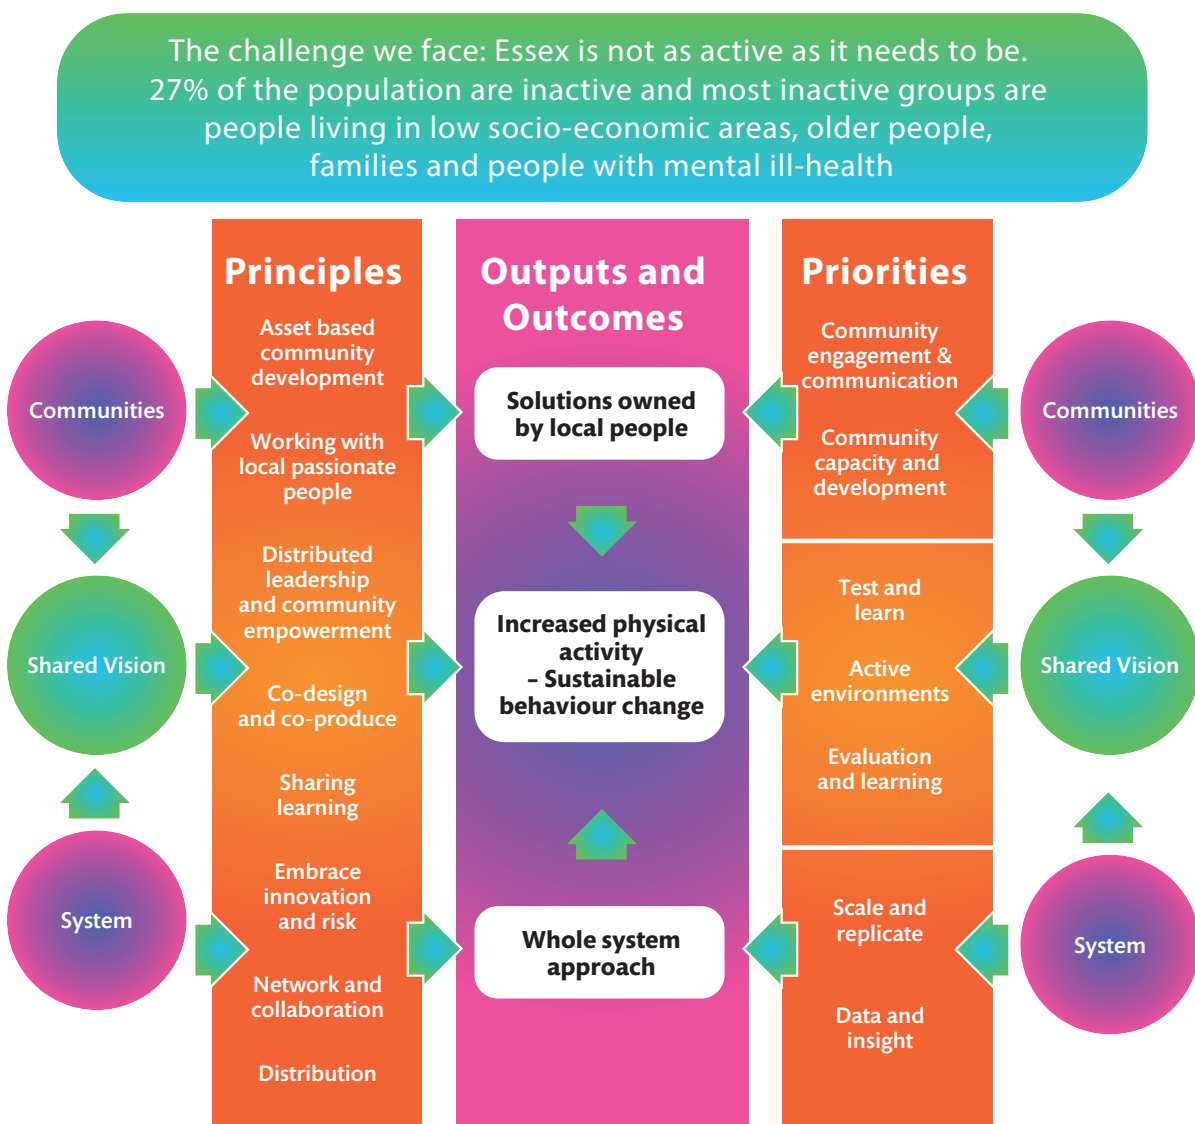 The challenge we face: Essex is not as active as it needs to be.
27% of the population are inactive and most inactive groups are
people living in low socio-economic areas, older people,
families and people with mental ill-health
Communities
Shared Vision
System
Principles
Asset based
community
development
Working with
local passionate
people
Distributed
leadership
and community
empowerment
Co-design
and co-produce
Sharing
learning
Embrace
innovation
and risk
Network and
collaboration
Distribution
Outputs and
Outcomes
Solutions owned
by local people
Increased physical
activity
– Sustainable
behaviour change
Whole system
approach
Priorities
Community
engagement &
communication
Community
capacity and
development
Test and
learn
Active
environments
Evaluation
and learning
Scale and
replicate
Data and
insight
Communities
Shared Vision
System